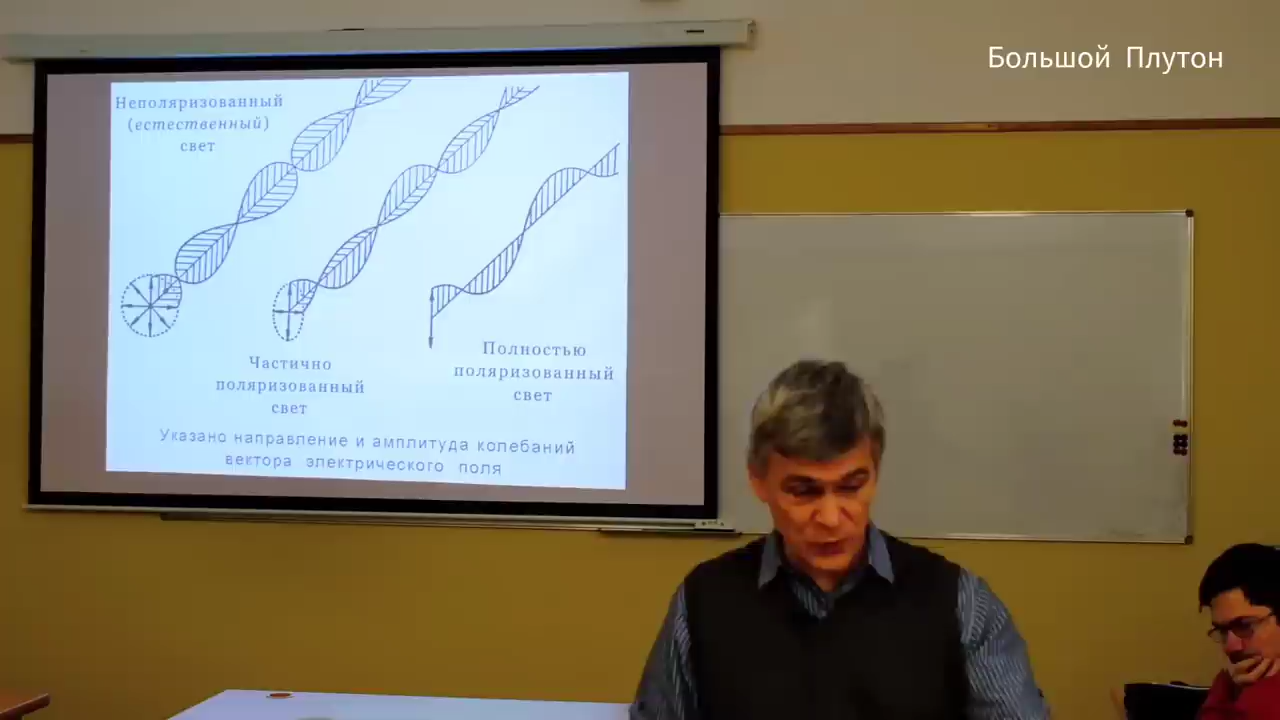 Большой Плутон
Неполяризованный
(естественный)
свет
Частично
поляризованный
свет
Полностью
поляризованный
свет
Указано направление и амплитуда колебаний
вектора электрического поля